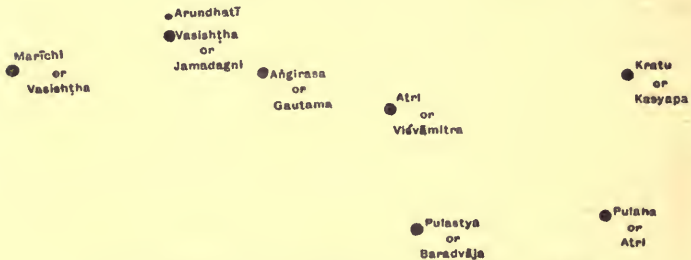 Arundhatī
Vasishṭha
or
Jamadagni
Marīchi
or
Vasishṭha
Aṅgirasa
or
Gautama
Atri
or
Viśvāmitra
Kratu
or
Kasyapa
Pulastya
or
Baradvāja
Pulaha
or
Atri